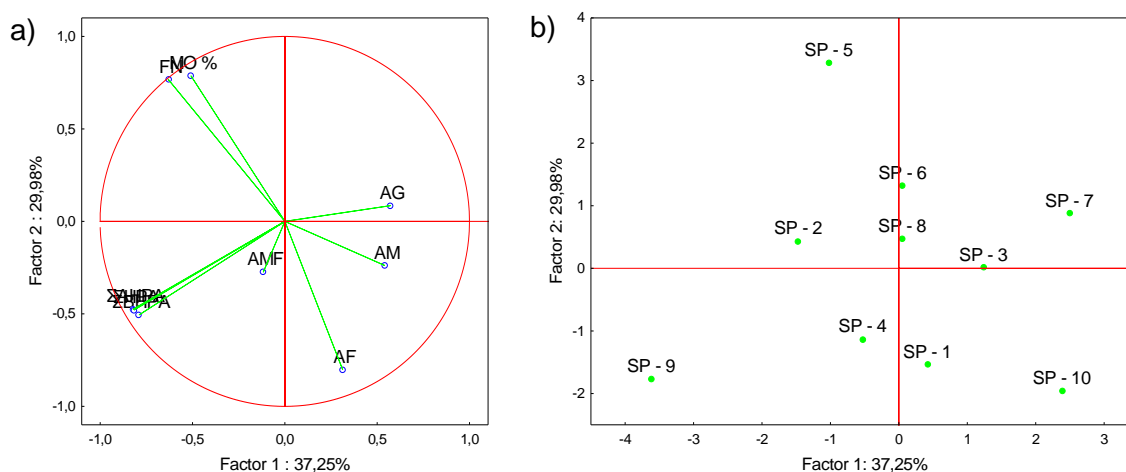 a)
1,0
0,5
0,0
-0,5
-1,0
Factor 2 : 29,98%
FN
MO %
AG
AM
AMF
AF
-1,0 -0,5 0,0 0,5 1,0
Factor 1 : 37,25%
b)
4
3
2
1
0
-1
-2
Factor 2: 29,98%
SP - 5
SP - 6
SP - 7
SP - 8
SP - 2
SP - 3
SP - 4
SP - 1
SP - 9
SP - 10
-4 -3 -2 -1 0 1 2 3
Factor 1: 37,25%